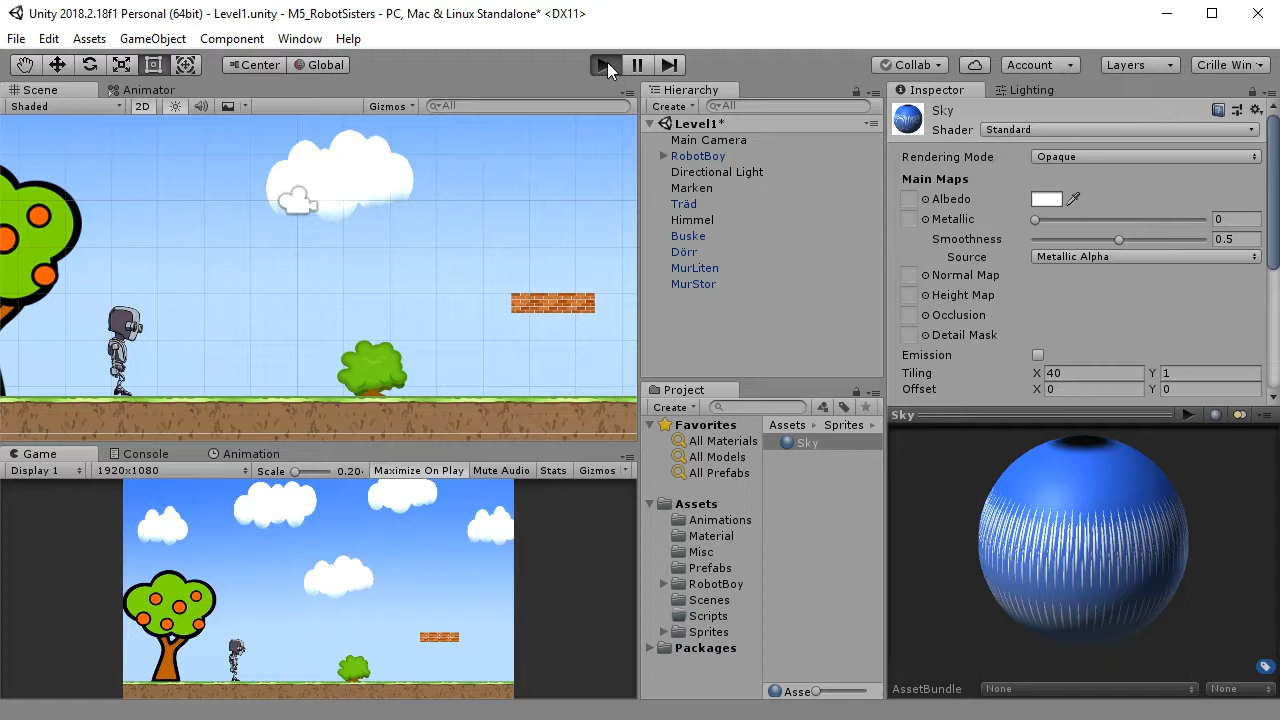 Unity 2018.2.18f1 Personal (64bit) - Level1.unity - M5_RobotSisters - PC, Mac & Linux Standalone* <DX11>
File Edit Assets GameObject Component Window Help
Center Global Collab Account Layers Crille Win
Scene Animator
Shaded 2D Gizmos All
Hierarchy
Create All
Level1*
Main Camera
RobotBoy
Directional Light
Marken
Träd
Himmel
Buske
Dörr
MurLiten
MurStor
Inspector Lighting
Sky
Shader Standard
Rendering Mode Opaque
Main Maps
Albedo
Metallic 0
Smoothness 0.5
Source Metallic Alpha
Normal Map
Height Map
Occlusion
Detail Mask
Emission
Tiling X 40 Y 1
Offset X 0 Y 0
Project
Create
Favorites
All Materials
All Models
All Prefabs
Assets
Animations
Material
Misc
Prefabs
RobotBoy
Scenes
Scripts
Sprites
Packages
Assets Sprites
Sky
Asse
Game Console Animation
Display 1 1920x1080 Scale 0.20 Maximize On Play Mute Audio Stats Gizmos
Sky
AssetBundle None None